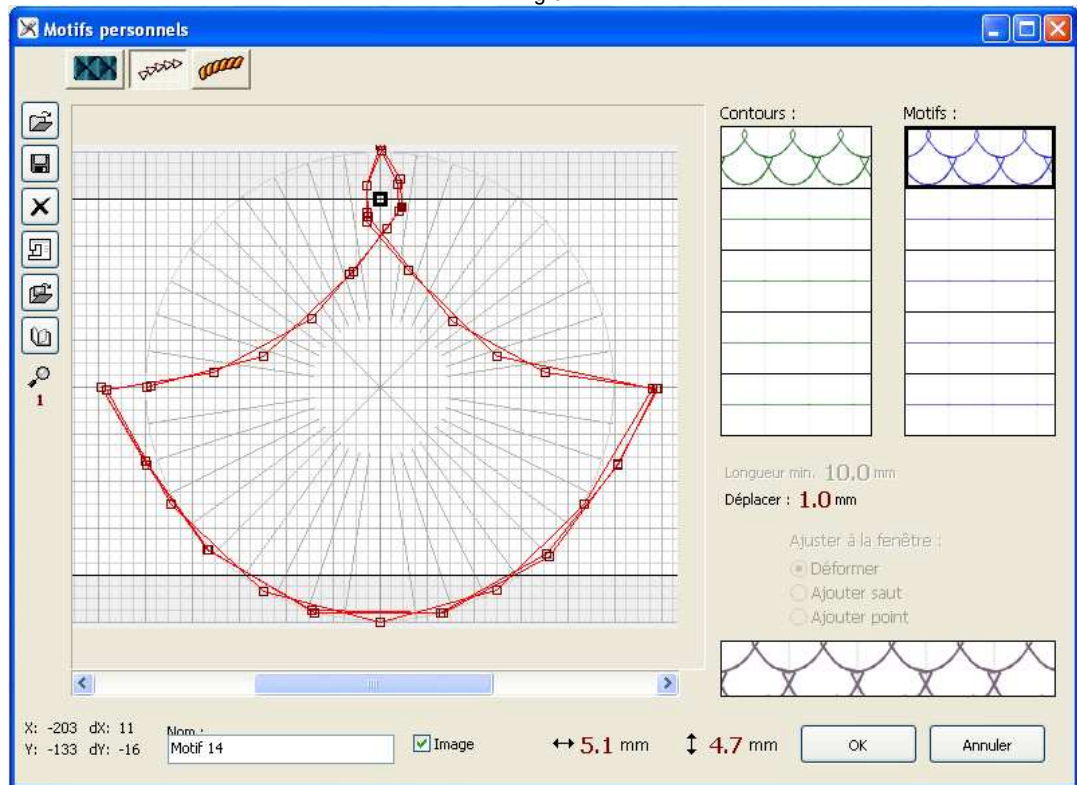 Motifs personnels
Contours : Motifs :
1
Longueur min. 10.0 mm
Déplacer : 1.0 mm
Ajuster à la fenêtre :
Déformer
Ajouter saut
Ajouter point
X: -203 dX: 11
Y: -133 dY: -16
Nom :
Motif 14
Image
5.1 mm
4.7 mm
OK
Annuler